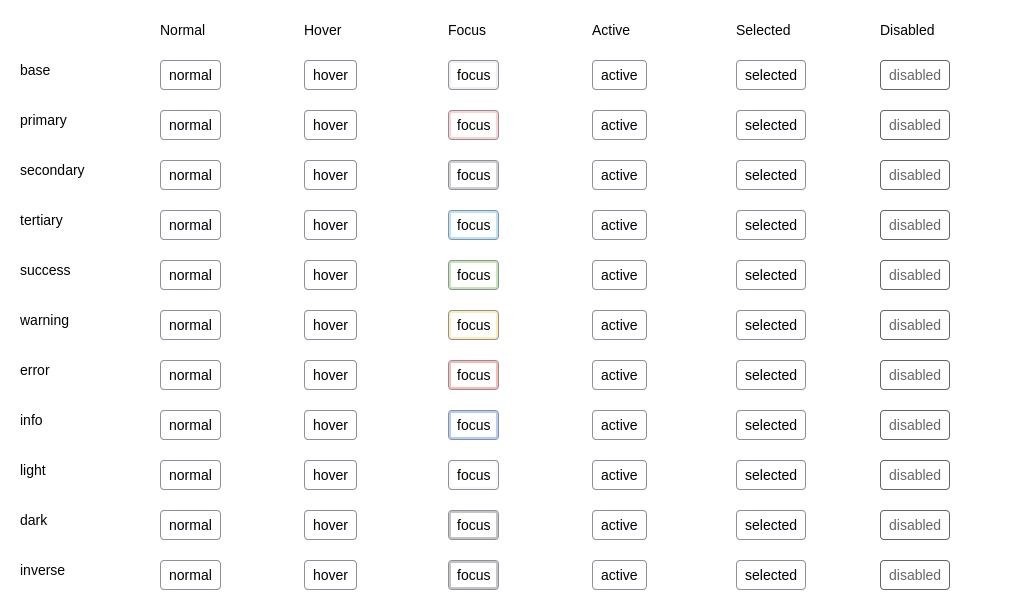 Normal Hover Focus Active Selected Disabled
base normal hover focus active selected disabled
primary normal hover focus active selected disabled
secondary normal hover focus active selected disabled
tertiary normal hover focus active selected disabled
success normal hover focus active selected disabled
warning normal hover focus active selected disabled
error normal hover focus active selected disabled
info normal hover focus active selected disabled
light normal hover focus active selected disabled
dark normal hover focus active selected disabled
inverse normal hover focus active selected disabled